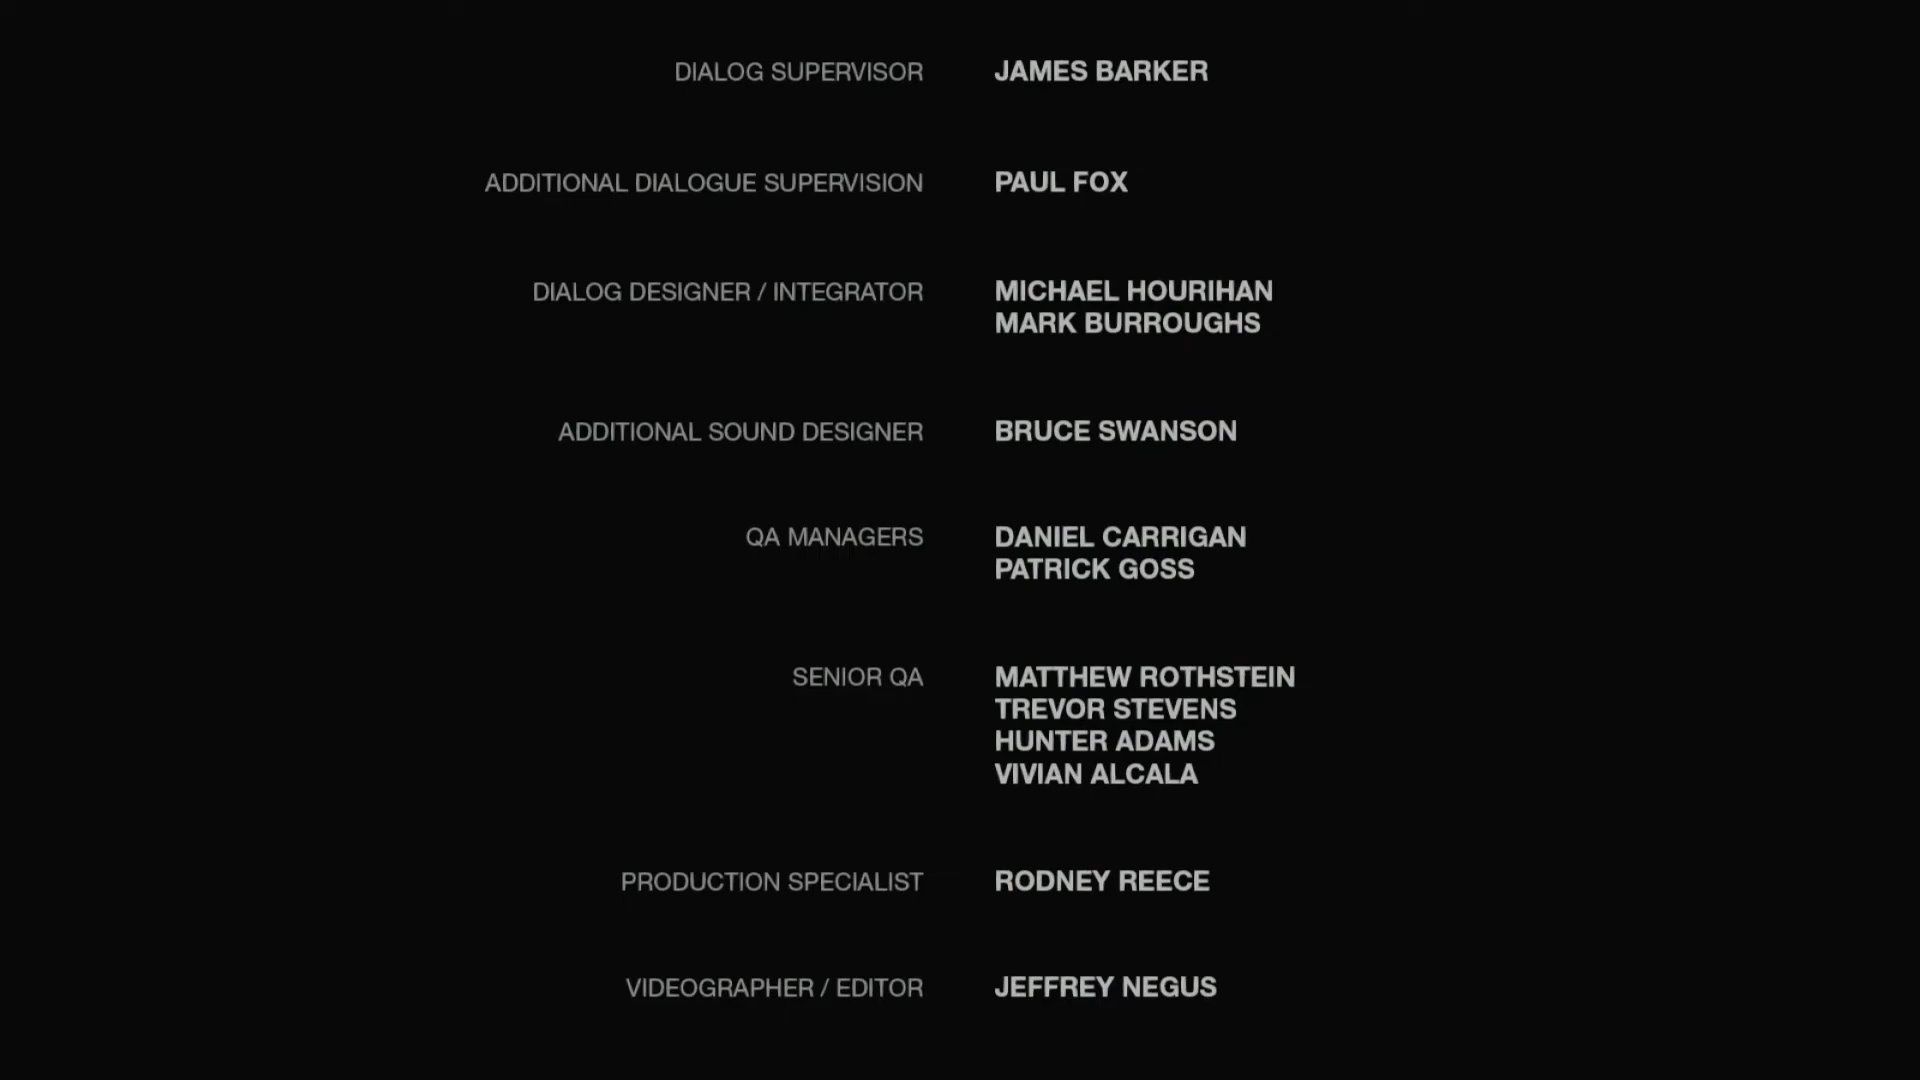 DIALOG SUPERVISOR JAMES BARKER
ADDITIONAL DIALOGUE SUPERVISION PAUL FOX
DIALOG DESIGNER / INTEGRATOR MICHAEL HOURIHAN
MARK BURROUGHS
ADDITIONAL SOUND DESIGNER BRUCE SWANSON
QA MANAGERS DANIEL CARRIGAN
PATRICK GOSS
SENIOR QA MATTHEW ROTHSTEIN
TREVOR STEVENS
HUNTER ADAMS
VIVIAN ALCALA
PRODUCTION SPECIALIST RODNEY REECE
VIDEOGRAPHER / EDITOR JEFFREY NEGUS